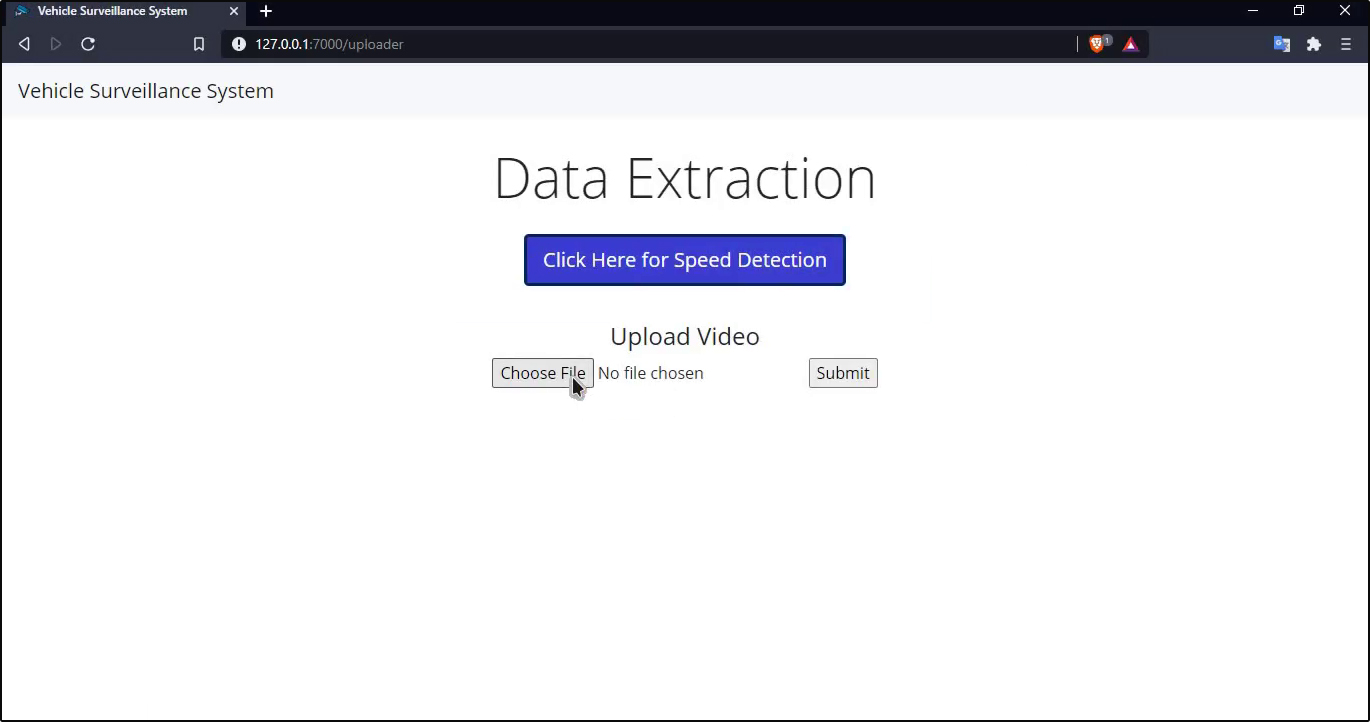 Vehicle Surveillance System
127.0.0.1:7000/uploader
1
Vehicle Surveillance System
Data Extraction
Click Here for Speed Detection
Upload Video
Choose File No file chosen Submit